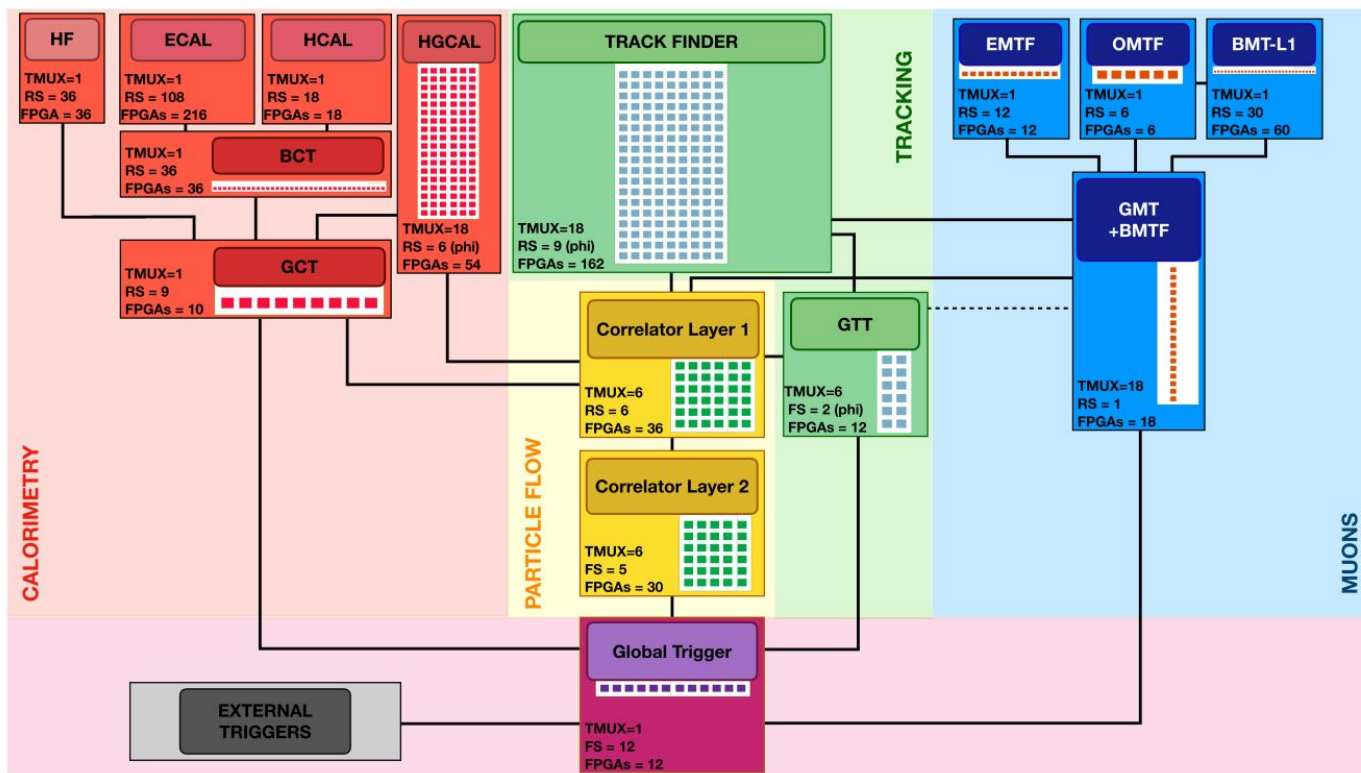 HF
TMUX=1
RS = 36
FPGA = 36
ECAL
TMUX=1
RS = 108
FPGAs = 216
HCAL
TMUX=1
RS = 18
FPGAs = 18
BCT
TMUX=1
RS = 36
FPGAs = 36
GCT
TMUX=1
RS = 9
FPGAs = 10
HGCAL
TMUX=18
RS = 6 (phi)
FPGAs = 54
CALORIMETRY
TRACK FINDER
TMUX=18
RS = 9 (phi)
FPGAs = 162
TRACKING
Correlator Layer 1
TMUX=6
RS = 6
FPGAs = 36
GTT
TMUX=6
FS = 2 (phi)
FPGAs = 12
Correlator Layer 2
TMUX=6
FS = 5
FPGAs = 30
PARTICLE FLOW
EMTF
TMUX=1
RS = 12
FPGAs = 12
OMTF
TMUX=1
RS = 6
FPGAs = 6
BMT-L1
TMUX=1
RS = 30
FPGAs = 60
GMT
+BMTF
TMUX=18
RS = 1
FPGAs = 18
MUONS
Global Trigger
TMUX=1
FS = 12
FPGAs = 12
EXTERNAL
TRIGGERS